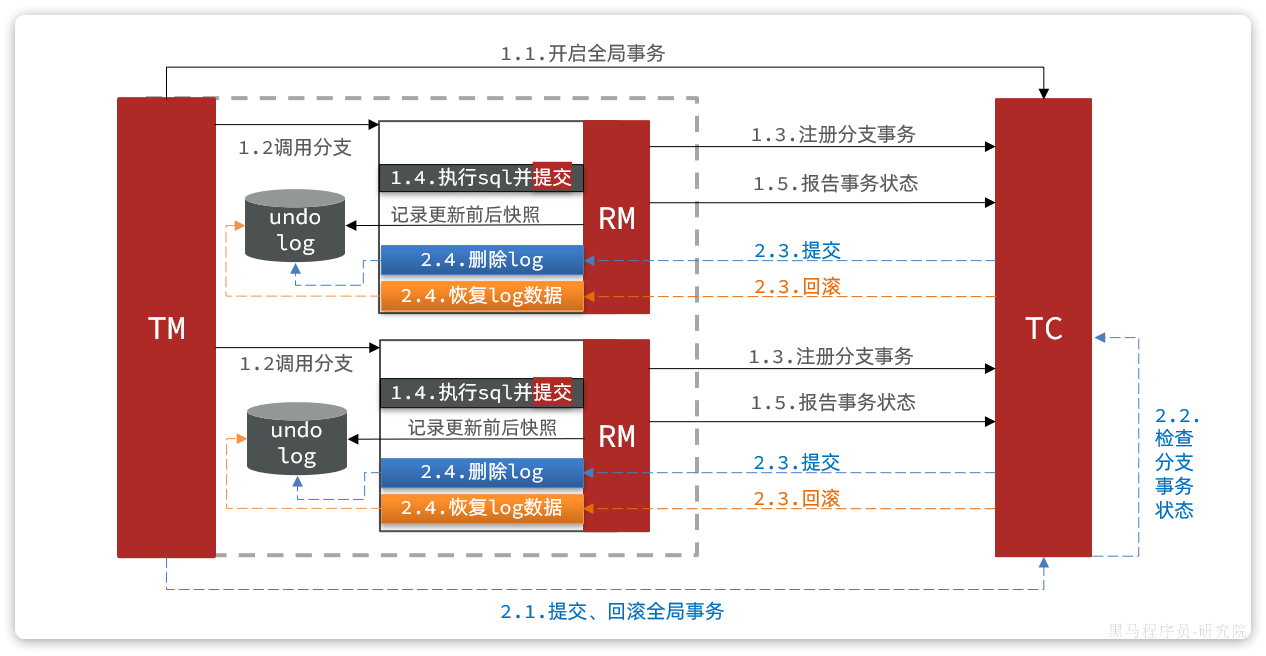 1.1.开启全局事务
TM
1.2调用分支
undo
log
1.4.执行sql并提交
记录更新前后快照
2.4.删除log
2.4.恢复log数据
RM
1.3.注册分支事务
1.5.报告事务状态
2.3.提交
2.3.回滚
1.2调用分支
undo
log
1.4.执行sql并提交
记录更新前后快照
2.4.删除log
2.4.恢复log数据
RM
1.3.注册分支事务
1.5.报告事务状态
2.3.提交
2.3.回滚
TC
2.2.
检查
分支
事务
状态
2.1.提交、回滚全局事务
黑马程序员-研究院